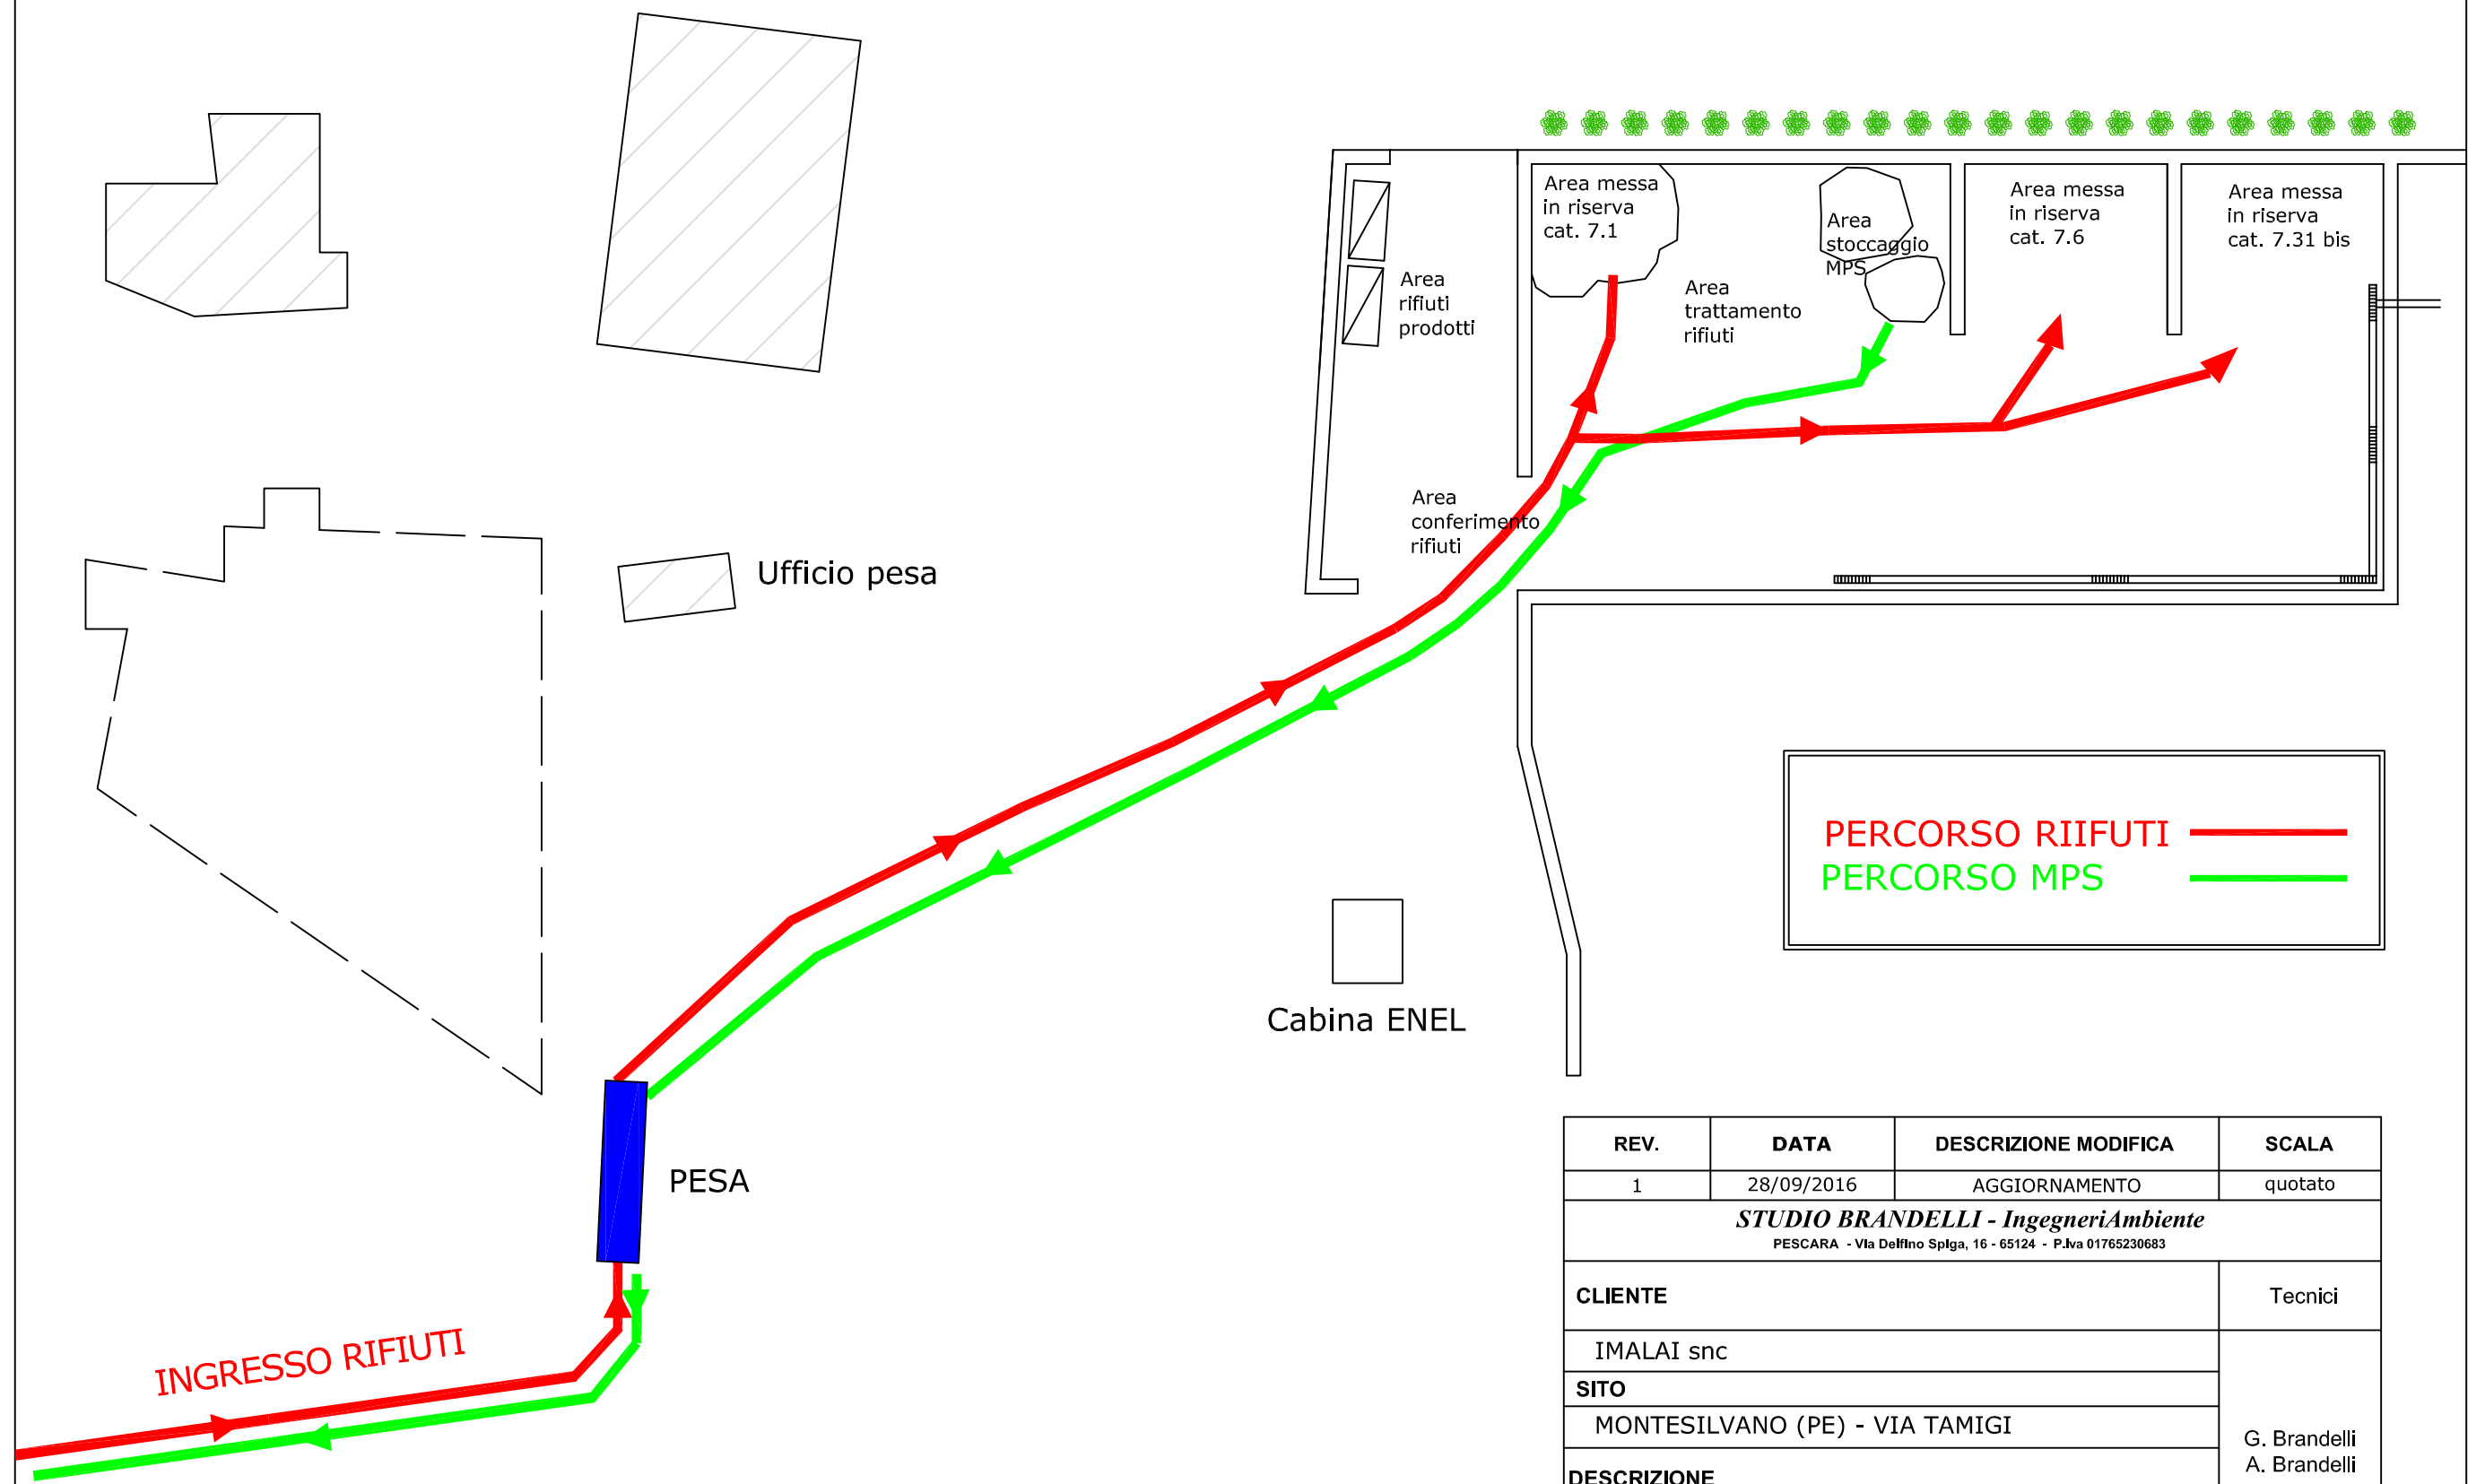 Area messa
in riserva
cat. 7.1
Area
stoccaggio
MPS
Area messa
in riserva
cat. 7.6
Area messa
in riserva
cat. 7.31 bis
Area
rifiuti
prodotti
Area
trattamento
rifiuti
Area
conferimento
rifiuti
Ufficio pesa
PERCORSO RIIFUTI
PERCORSO MPS
Cabina ENEL
PESA
INGRESSO RIFIUTI
REV. DATA DESCRIZIONE MODIFICA SCALA
1 28/09/2016 AGGIORNAMENTO quotato
STUDIO BRANDELLI - IngegneriAmbiente
PESCARA - Via Delfino Spiga, 16 - 65124 - P.Iva 01765230683
CLIENTE Tecnici
IMALAI snc
SITO
MONTESILVANO (PE) - VIA TAMIGI
G. Brandelli
A. Brandelli
DESCRIZIONE